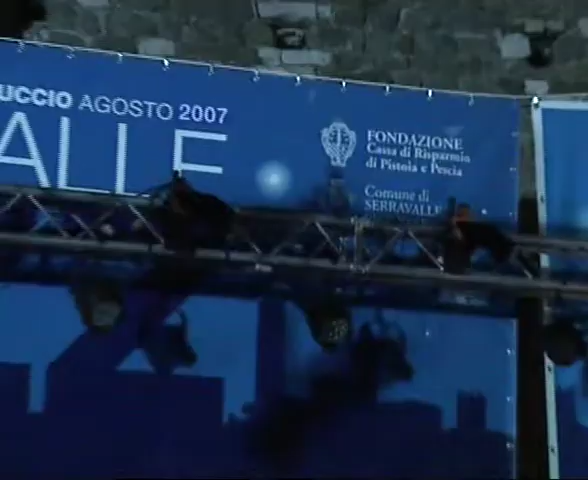 UCCIO AGOSTO 2007
ALLE
FONDAZIONE
Cassa di Risparmio
di Pistoia e Pescia
Comune di
SERRAVALLE